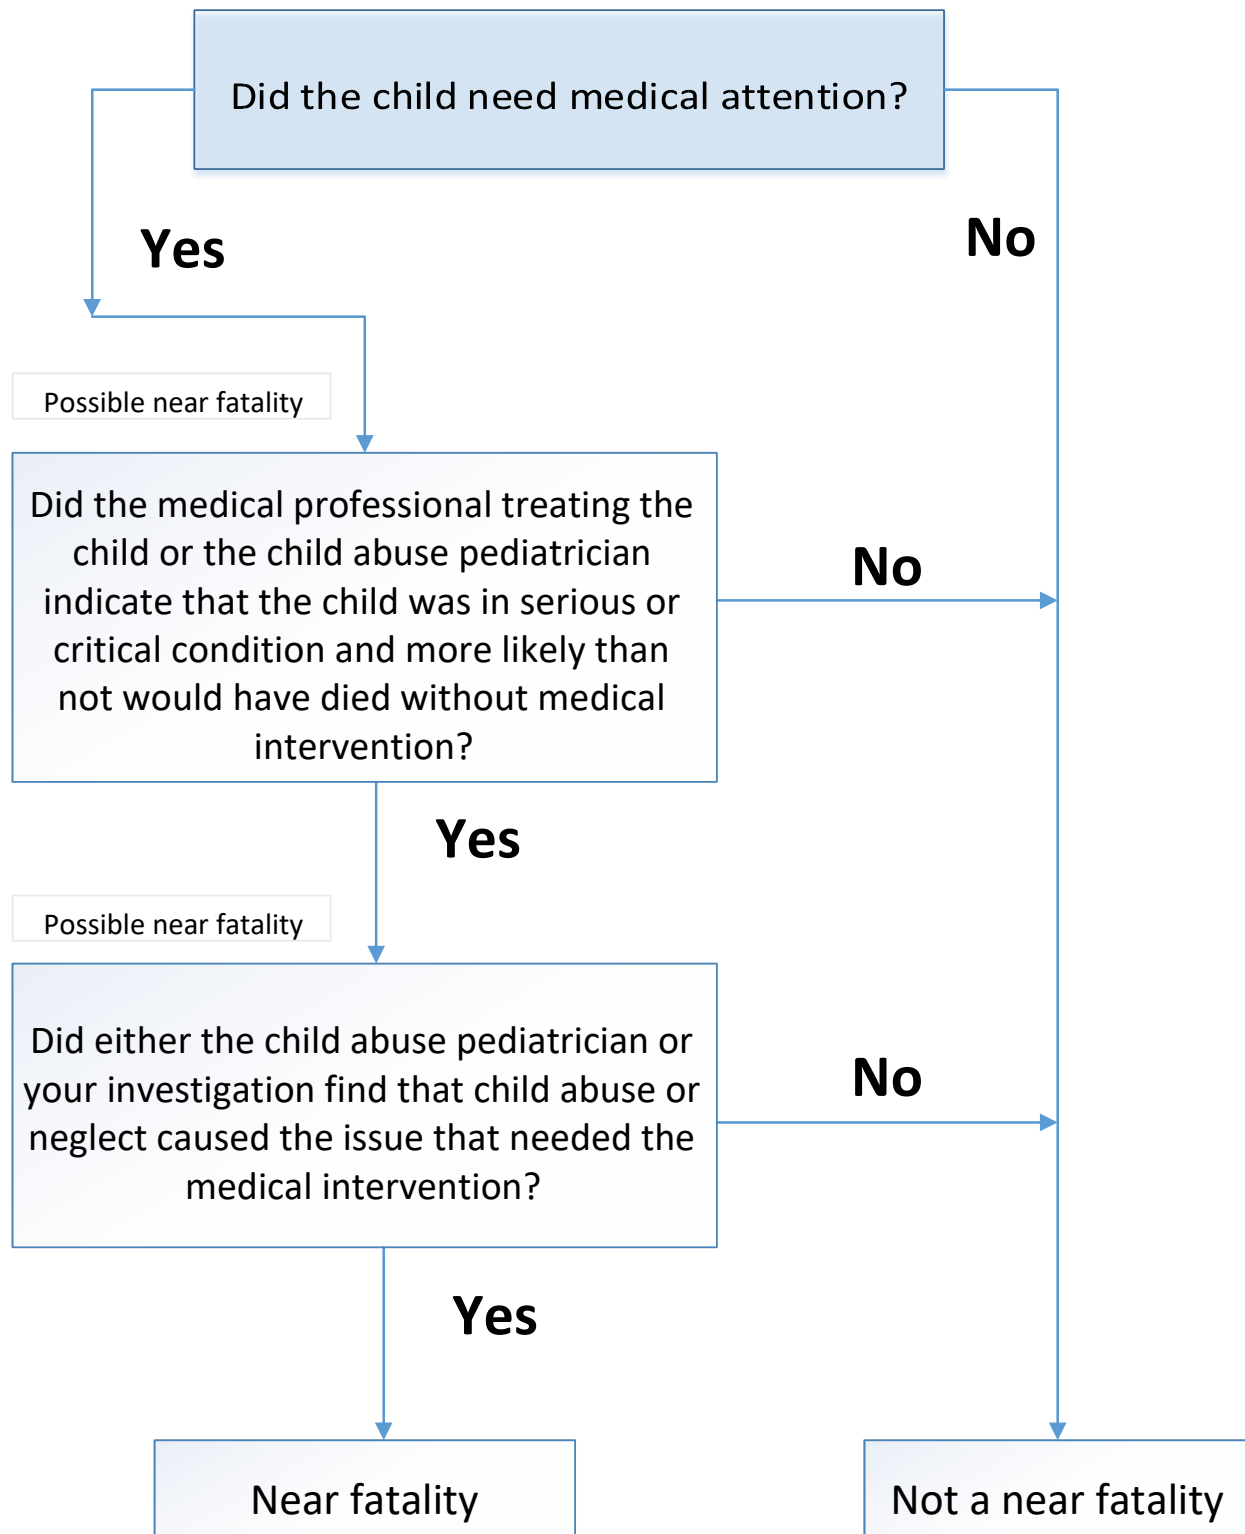 Did the child need medical attention?
Yes
No
Possible near fatality
Did the medical professional treating the
child or the child abuse pediatrician
indicate that the child was in serious or
critical condition and more likely than
not would have died without medical
intervention?
No
Yes
Possible near fatality
Did either the child abuse pediatrician or
your investigation find that child abuse or
neglect caused the issue that needed the
medical intervention?
No
Yes
Near fatality
Not a near fatality